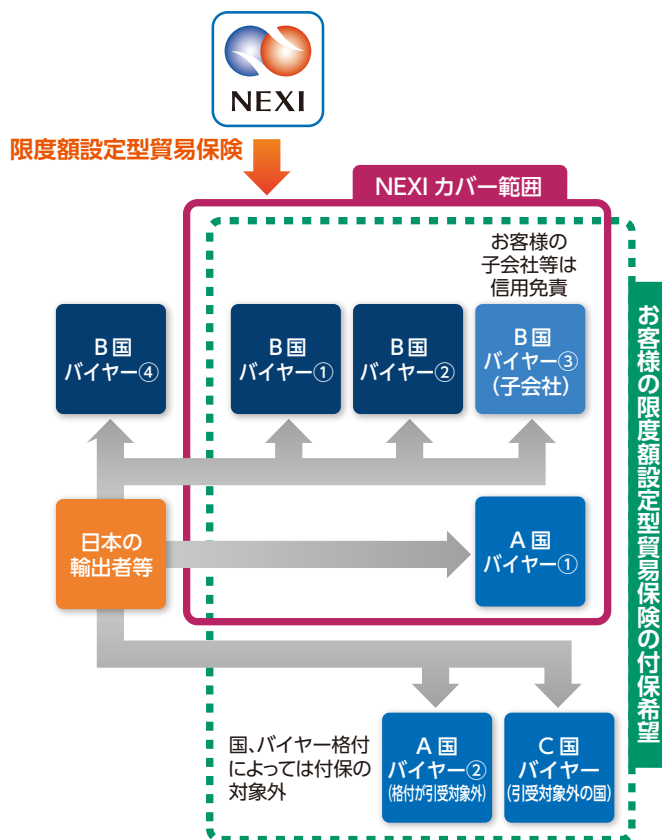 NEXI
限度額設定型貿易保険
NEXI カバー範囲
お客様の
子会社等は
信用免責
B 国
バイヤー④
B 国
バイヤー①
B 国
バイヤー②
B 国
バイヤー③
(子会社)
日本の
輸出者等
A 国
バイヤー①
国、バイヤー格付
によっては付保の
対象外
A 国
バイヤー②
(格付が引受対象外)
C 国
バイヤー
(引受対象外の国)
お客様の限度額設定型貿易保険の付保希望